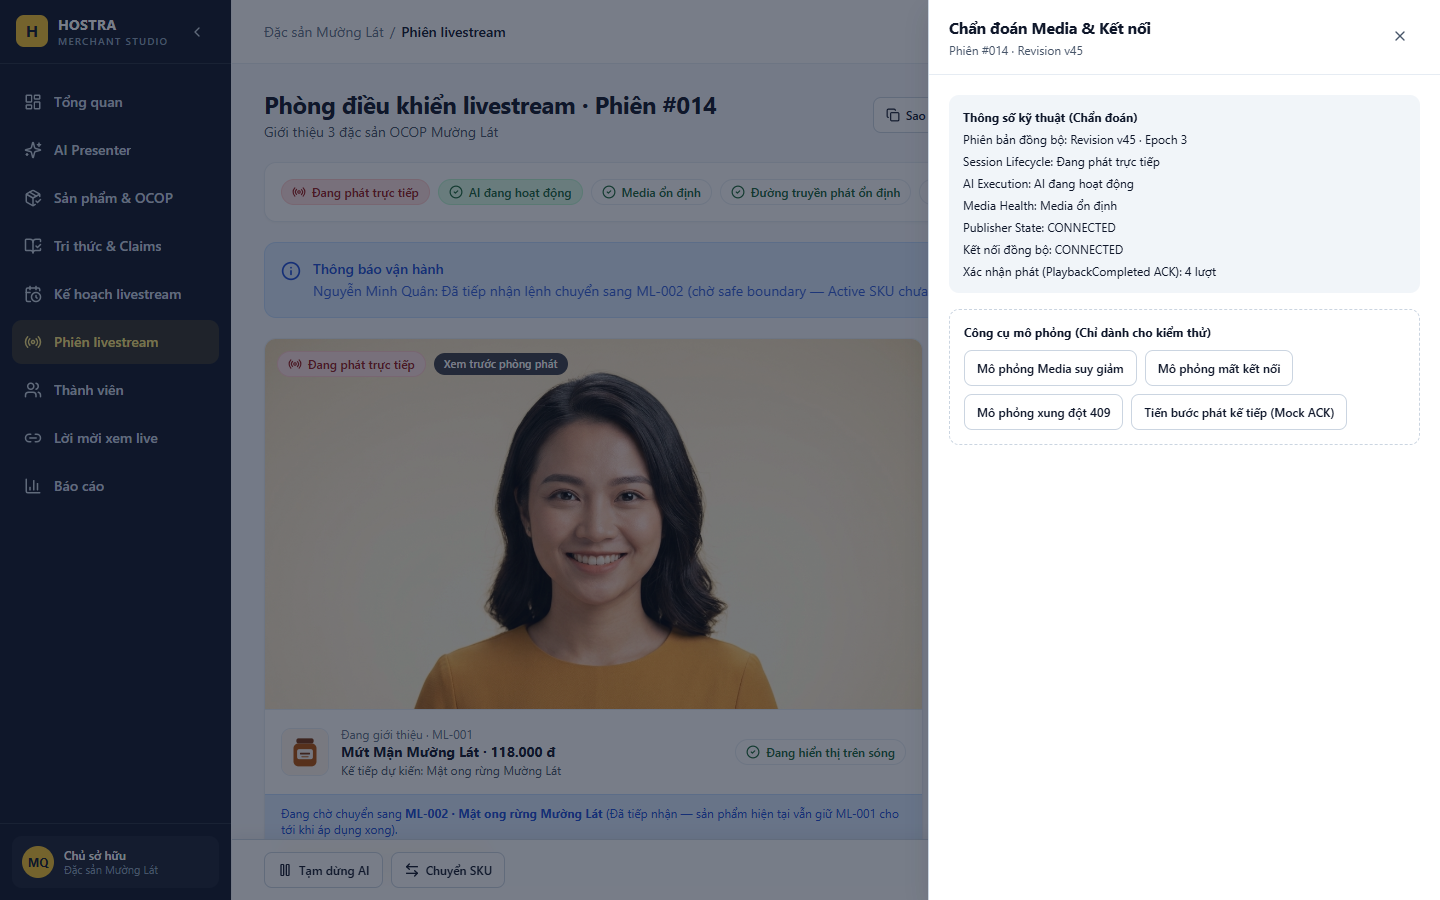 H
HOSTRA
MERCHANT STUDIO
Tổng quan
AI Presenter
Sản phẩm & OCOP
Tri thức & Claims
Kế hoạch livestream
Phiên livestream
Thành viên
Lời mời xem live
Báo cáo
MQ
Chủ sở hữu
Đặc sản Mường Lát
Đặc sản Mường Lát / Phiên livestream
Phòng điều khiển livestream · Phiên #014
Giới thiệu 3 đặc sản OCOP Mường Lát
Sao
Đang phát trực tiếp
AI đang hoạt động
Media ổn định
Đường truyền phát ổn định
Thông báo vận hành
Nguyễn Minh Quân: Đã tiếp nhận lệnh chuyển sang ML-002 (chờ safe boundary — Active SKU chưa
Đang phát trực tiếp
Xem trước phòng phát
Đang giới thiệu · ML-001
Mứt Mận Mường Lát · 118.000 đ
Kế tiếp dự kiến: Mật ong rừng Mường Lát
Đang hiển thị trên sóng
Đang chờ chuyển sang ML-002 · Mật ong rừng Mường Lát (Đã tiếp nhận — sản phẩm hiện tại vẫn giữ ML-001 cho
tới khi áp dụng xong).
Tạm dừng AI
Chuyển SKU
Chẩn đoán Media & Kết nối
Phiên #014 · Revision v45
Thông số kỹ thuật (Chẩn đoán)
Phiên bản đồng bộ: Revision v45 · Epoch 3
Session Lifecycle: Đang phát trực tiếp
AI Execution: AI đang hoạt động
Media Health: Media ổn định
Publisher State: CONNECTED
Kết nối đồng bộ: CONNECTED
Xác nhận phát (PlaybackCompleted ACK): 4 lượt
Công cụ mô phỏng (Chỉ dành cho kiểm thử)
Mô phỏng Media suy giảm
Mô phỏng mất kết nối
Mô phỏng xung đột 409
Tiến bước phát kế tiếp (Mock ACK)